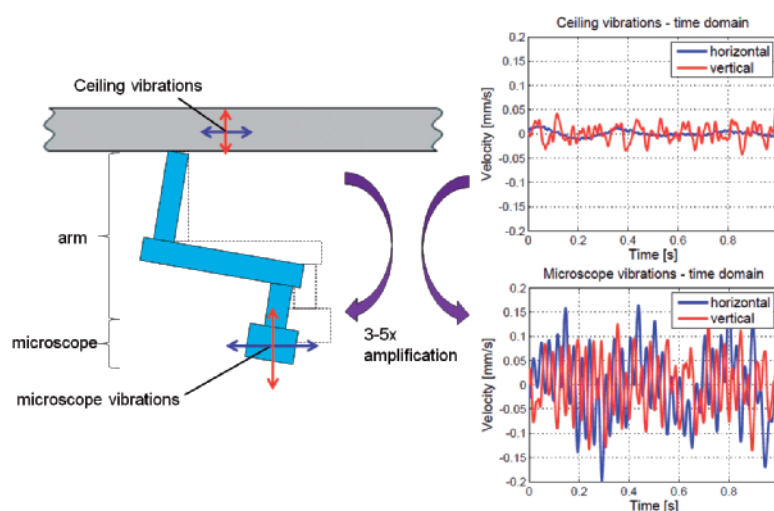 Ceiling vibrations
arm
microscope
microscope vibrations
3-5x
amplification
Ceiling vibrations - time domain
horizontal
vertical
Velocity [mm/s]
0.2
0.15
0.1
0.05
0
-0.05
-0.1
-0.15
-0.2
0 0.2 0.4 0.6 0.8
Time [s]
Microscope vibrations - time domain
horizontal
vertical
Velocity [mm/s]
0.2
0.15
0.1
0.05
0
-0.05
-0.1
-0.15
0.2
0 0.2 0.4 0.6 0.8
Time [s]